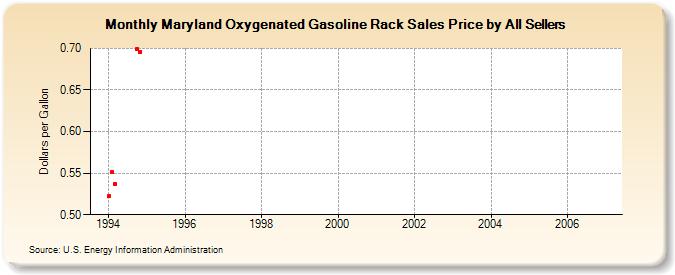 Monthly Maryland Oxygenated Gasoline Rack Sales Price by All Sellers
Dollars per Gallon
0.70
0.65
0.60
0.55
0.50
1994 1996 1998 2000 2002 2004 2006
Source: U.S. Energy Information Administration